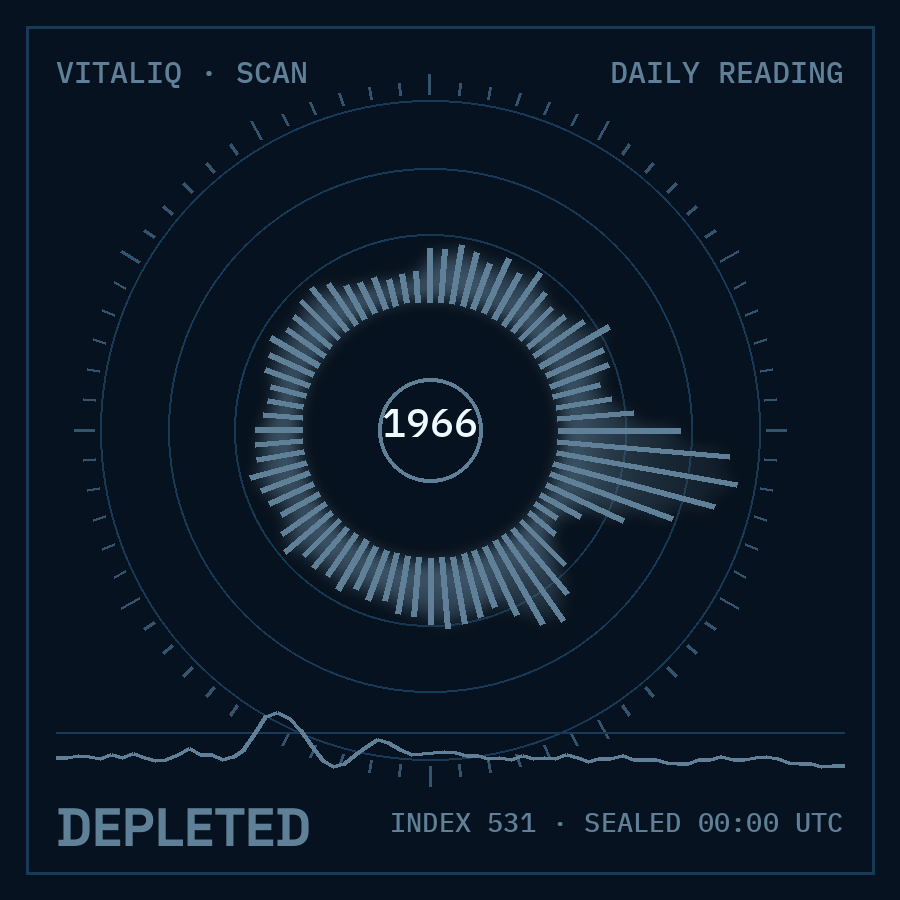 VITALIQ · SCAN
DAILY READING
1966
DEPLETED
INDEX 531 · SEALED 00:00 UTC